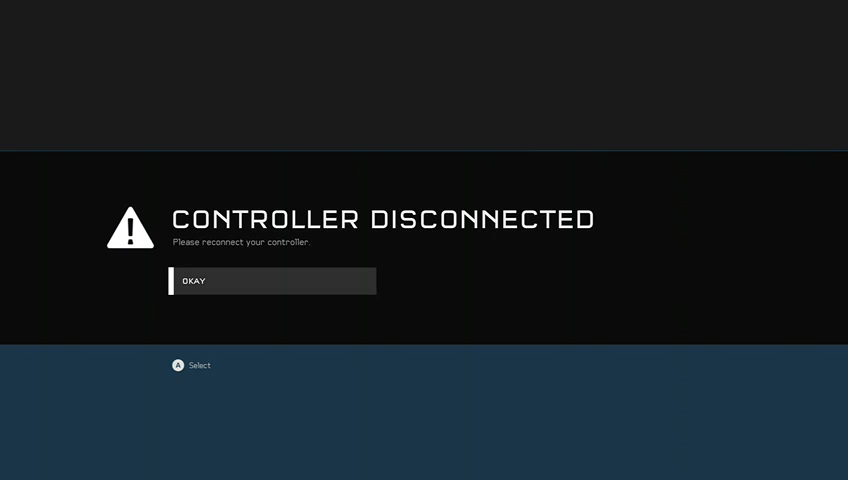 CONTROLLER DISCONNECTED
Please reconnect your controller.
OKAY
A Select